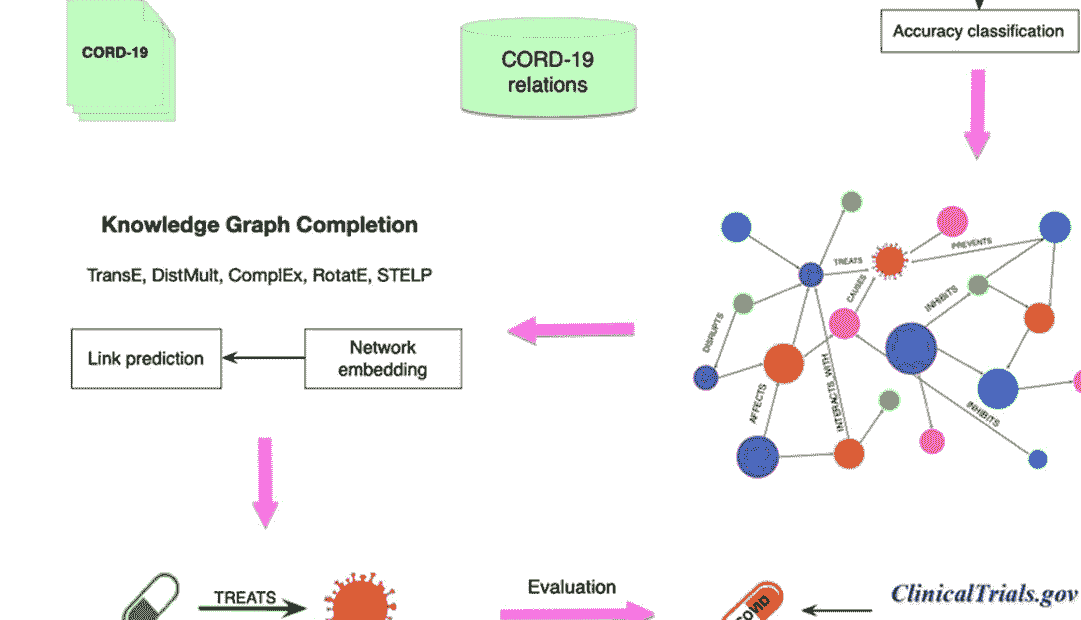 CORD-19
CORD-19
relations
Accuracy classification
Knowledge Graph Completion
TransE, DistMult, ComplEx, RotatE, STELP
Link prediction
Network
embedding
TREATS
PREVENTS
CAUSES
INHIBITS
DISRUPTS
AFFECTS
INTERACTS WITH
INHIBITS
TREATS
Evaluation
COVID
ClinicalTrials.gov